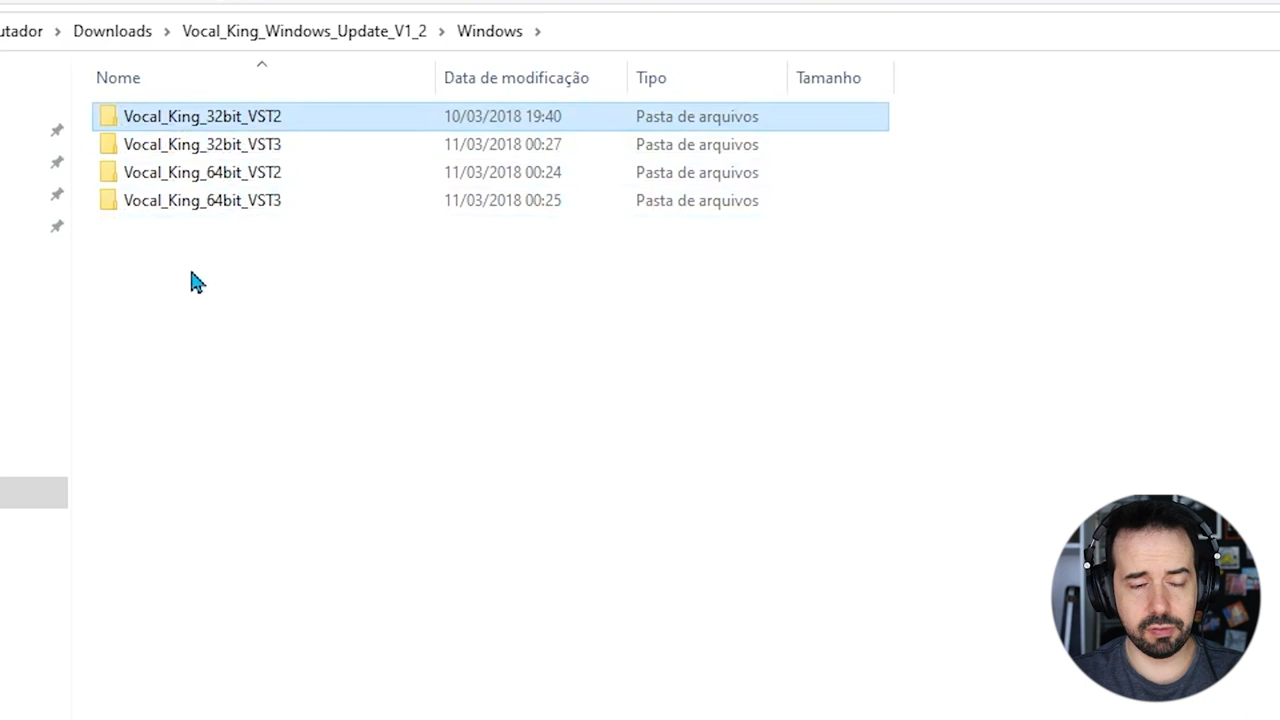 utador > Downloads > Vocal_King_Windows_Update_V1_2 > Windows >
Nome Data de modificação Tipo Tamanho
Vocal_King_32bit_VST2 10/03/2018 19:40 Pasta de arquivos
Vocal_King_32bit_VST3 11/03/2018 00:27 Pasta de arquivos
Vocal_King_64bit_VST2 11/03/2018 00:24 Pasta de arquivos
Vocal_King_64bit_VST3 11/03/2018 00:25 Pasta de arquivos